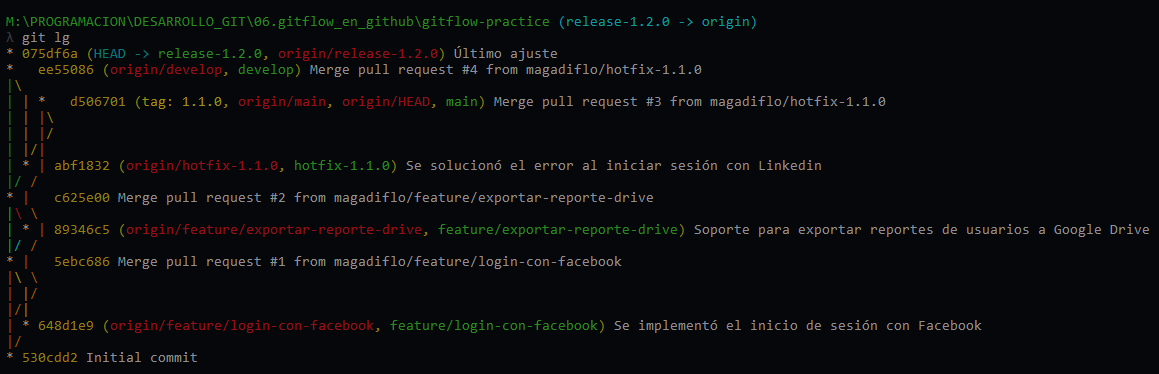 M:\PROGRAMACION\DESARROLLO_GIT\06.gitflow_en_github\gitflow-practice (release-1.2.0 -> origin)
λ git lg
* 075df6a (HEAD -> release-1.2.0, origin/release-1.2.0) Último ajuste
*   ee55086 (origin/develop, develop) Merge pull request #4 from magadiflo/hotfix-1.1.0
|\
| | *   d506701 (tag: 1.1.0, origin/main, origin/HEAD, main) Merge pull request #3 from magadiflo/hotfix-1.1.0
| | |\
| | |/
| |/|
| * | abf1832 (origin/hotfix-1.1.0, hotfix-1.1.0) Se solucionó el error al iniciar sesión con Linkedin
|/ /
* |   c625e00 Merge pull request #2 from magadiflo/feature/exportar-reporte-drive
|\ \
| * | 89346c5 (origin/feature/exportar-reporte-drive, feature/exportar-reporte-drive) Soporte para exportar reportes de usuarios a Google Drive
|/ /
* |   5ebc686 Merge pull request #1 from magadiflo/feature/login-con-facebook
|\ \
| |/
|/|
| * 648d1e9 (origin/feature/login-con-facebook, feature/login-con-facebook) Se implementó el inicio de sesión con Facebook
|/
* 530cdd2 Initial commit